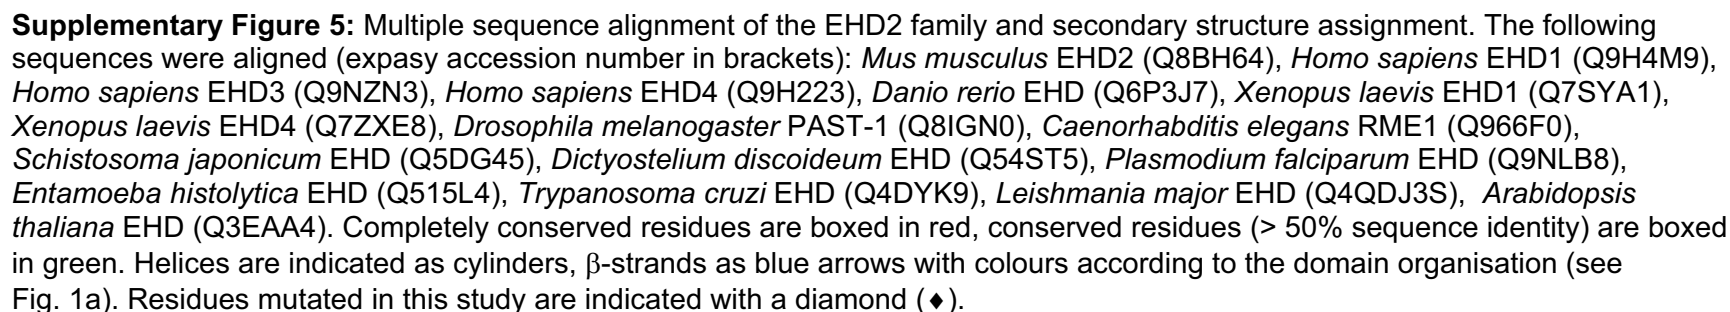 Supplementary Figure 5: Multiple sequence alignment of the EHD2 family and secondary structure assignment. The following
sequences were aligned (expasy accession number in brackets): Mus musculus EHD2 (Q8BH64), Homo sapiens EHD1 (Q9H4M9),
Homo sapiens EHD3 (Q9NZN3), Homo sapiens EHD4 (Q9H223), Danio rerio EHD (Q6P3J7), Xenopus laevis EHD1 (Q7SYA1),
Xenopus laevis EHD4 (Q7ZXE8), Drosophila melanogaster PAST-1 (Q8IGN0), Caenorhabditis elegans RME1 (Q966F0),
Schistosoma japonicum EHD (Q5DG45), Dictyostelium discoideum EHD (Q54ST5), Plasmodium falciparum EHD (Q9NLB8),
Entamoeba histolytica EHD (Q515L4), Trypanosoma cruzi EHD (Q4DYK9), Leishmania major EHD (Q4QDJ3S), Arabidopsis
thaliana EHD (Q3EAA4). Completely conserved residues are boxed in red, conserved residues (> 50% sequence identity) are boxed
in green. Helices are indicated as cylinders, β-strands as blue arrows with colours according to the domain organisation (see
Fig. 1a). Residues mutated in this study are indicated with a diamond (♦).